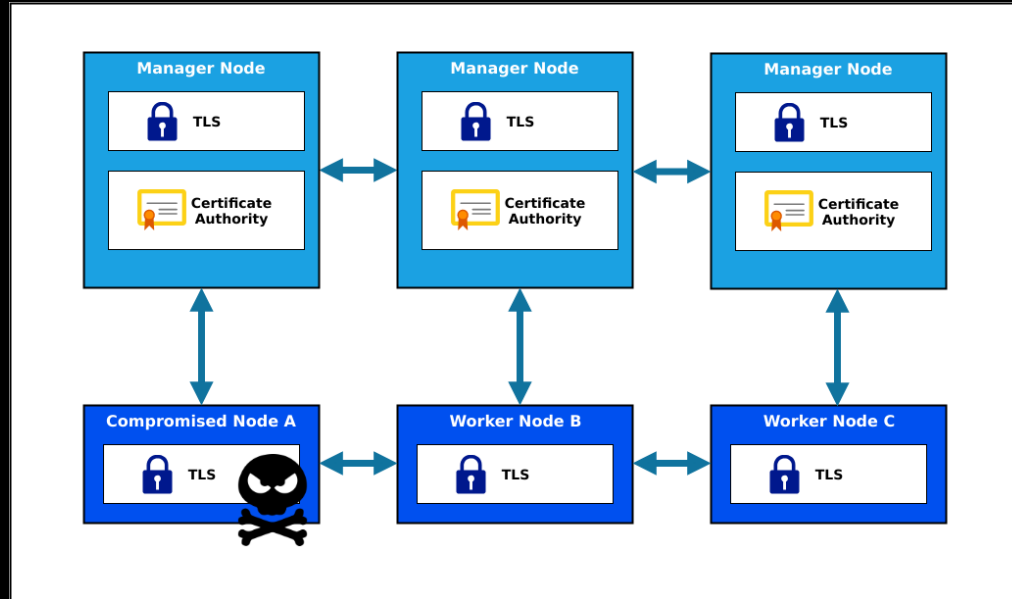 Manager Node
Manager Node
Manager Node
TLS
TLS
TLS
Certificate
Authority
Certificate
Authority
Certificate
Authority
Compromised Node A
Worker Node B
Worker Node C
TLS
TLS
TLS